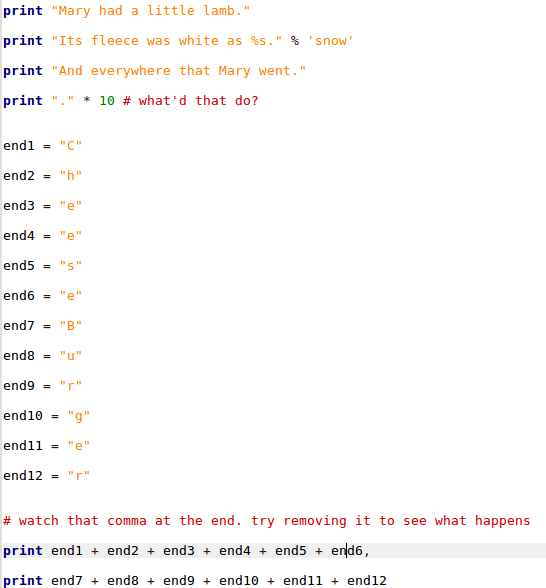 print "Mary had a little lamb."
print "Its fleece was white as %s." % 'snow'
print "And everywhere that Mary went."
print "." * 10 # what'd that do?
end1 = "C"
end2 = "h"
end3 = "e"
end4 = "e"
end5 = "s"
end6 = "e"
end7 = "B"
end8 = "u"
end9 = "r"
end10 = "g"
end11 = "e"
end12 = "r"
# watch that comma at the end. try removing it to see what happens
print end1 + end2 + end3 + end4 + end5 + end6,
print end7 + end8 + end9 + end10 + end11 + end12